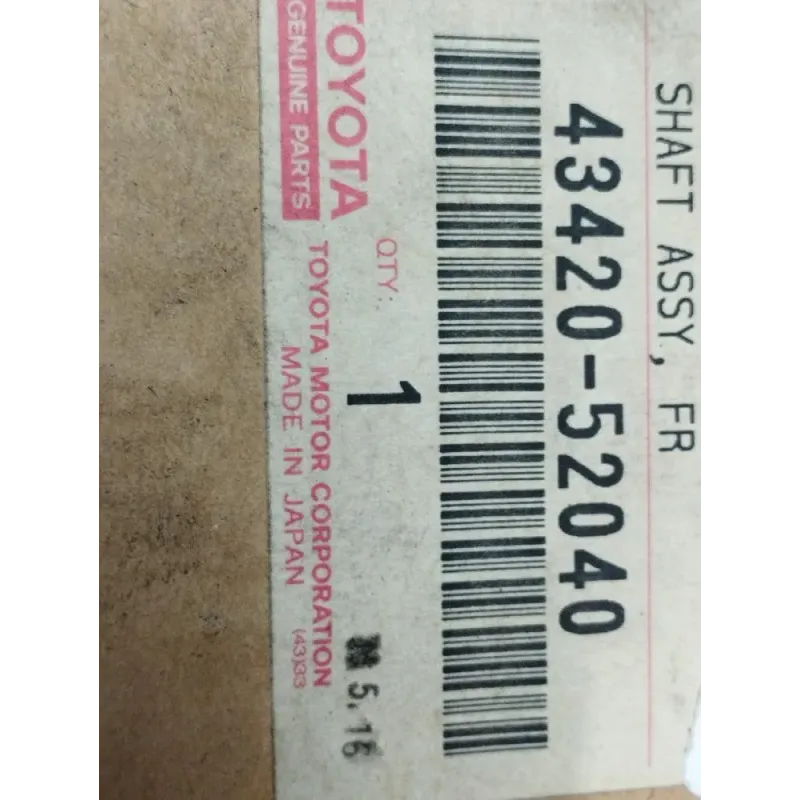 SHAFT ASSY, FR
43420-52040
QTY. 1
TOYOTA
GENUINE PARTS
TOYOTA MOTOR CORPORATION
MADE IN JAPAN
(43)33
5.16